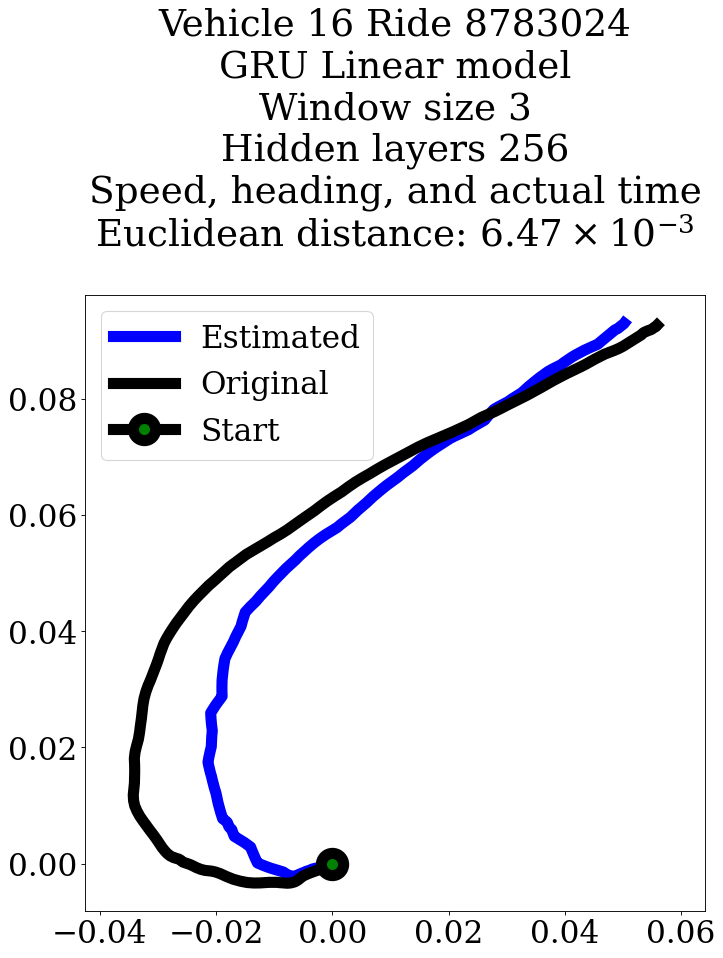 Vehicle 16 Ride 8783024
GRU Linear model
Window size 3
Hidden layers 256
Speed, heading, and actual time
Euclidean distance: 6.47 × 10⁻³
Estimated
Original
Start
0.08
0.06
0.04
0.02
0.00
−0.04 −0.02 0.00 0.02 0.04 0.06